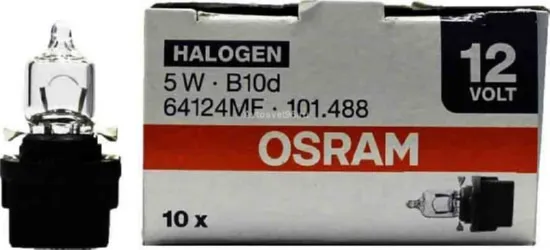 HALOGEN
5 W · B10d
64124MF · 101.488
12
VOLT
OSRAM
10 x